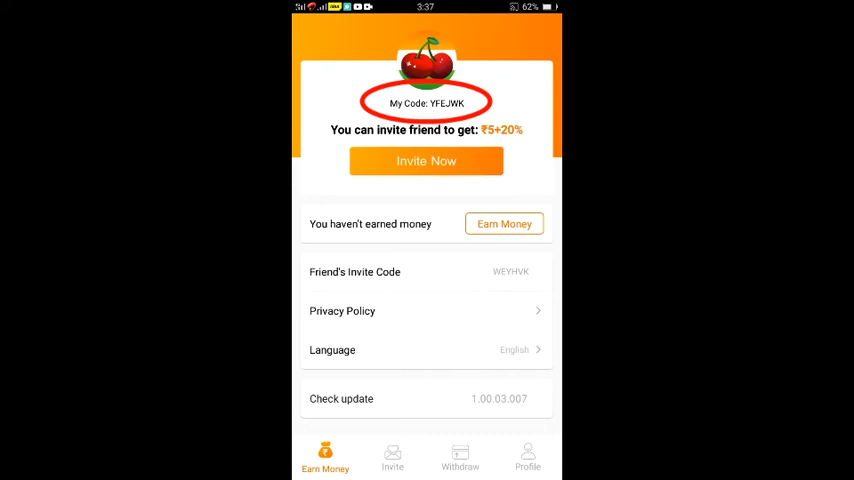 3:37
62%
My Code: YFEJWK
You can invite friend to get: ₹5+20%
Invite Now
You haven't earned money
Earn Money
Friend's Invite Code
WEYHVK
Privacy Policy
Language
English
Check update
1.00.03.007
Earn Money
Invite
Withdraw
Profile